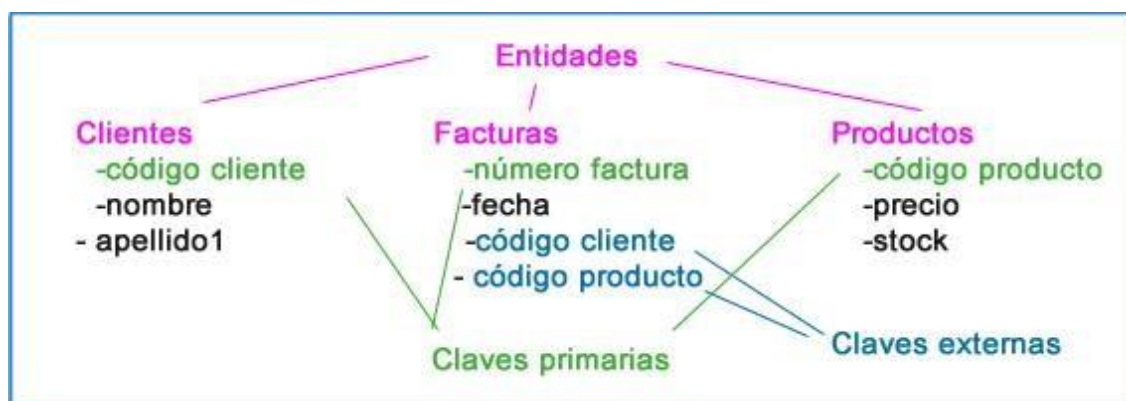 Entidades
Clientes
-código cliente
-nombre
- apellido1
Facturas
-número factura
-fecha
-código cliente
- código producto
Productos
-código producto
-precio
-stock
Claves primarias
Claves externas